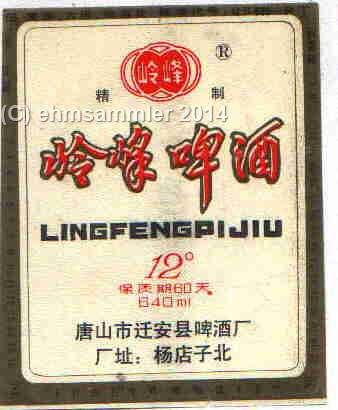 岭峰
®
精 制
(C) ehmsammler 2014
岭峰啤酒
LINGFENGPIJIU
12°
保质期60天
640ml
唐山市迁安县啤酒厂
厂址：杨店子北